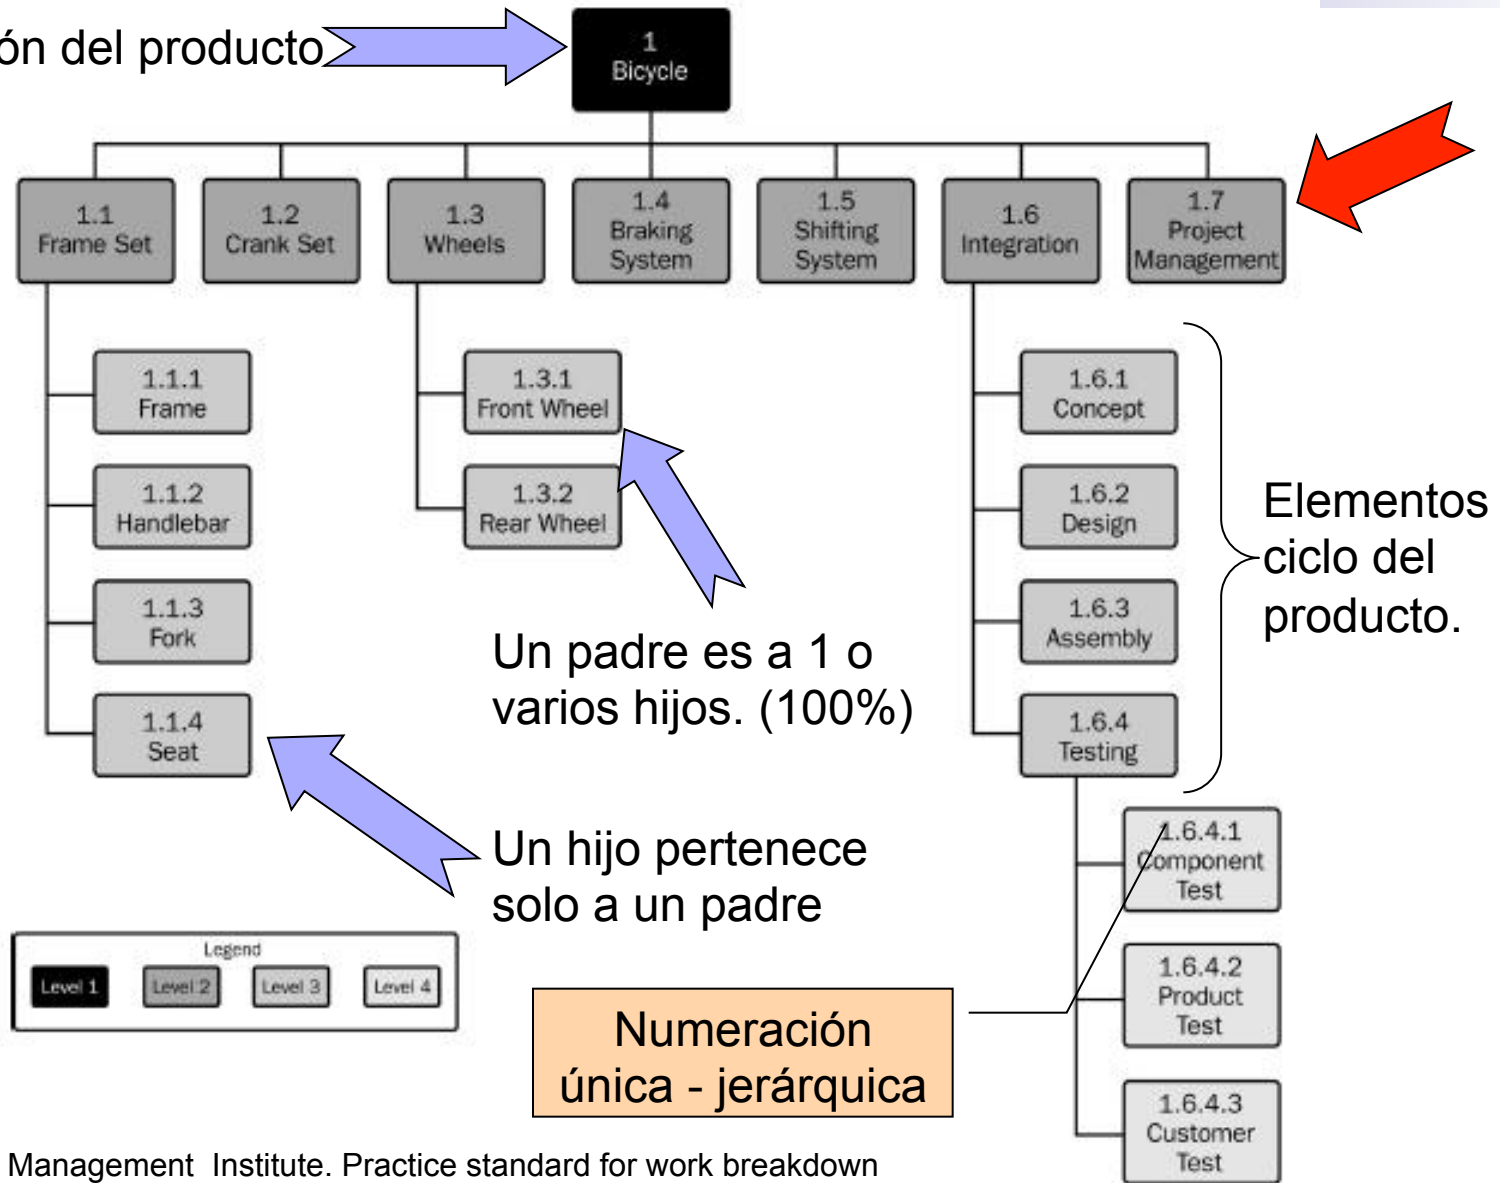 ón del producto
1
Bicycle
1.1
Frame Set
1.2
Crank Set
1.3
Wheels
1.4
Braking
System
1.5
Shifting
System
1.6
Integration
1.7
Project
Management
1.1.1
Frame
1.1.2
Handlebar
1.1.3
Fork
1.1.4
Seat
1.3.1
Front Wheel
1.3.2
Rear Wheel
1.6.1
Concept
1.6.2
Design
1.6.3
Assembly
1.6.4
Testing
Elementos
ciclo del
producto.
Un padre es a 1 o
varios hijos. (100%)
Un hijo pertenece
solo a un padre
1.6.4.1
Component
Test
1.6.4.2
Product
Test
1.6.4.3
Customer
Test
Legend
Level 1
Level 2
Level 3
Level 4
Numeración
única - jerárquica
Management Institute. Practice standard for work breakdown